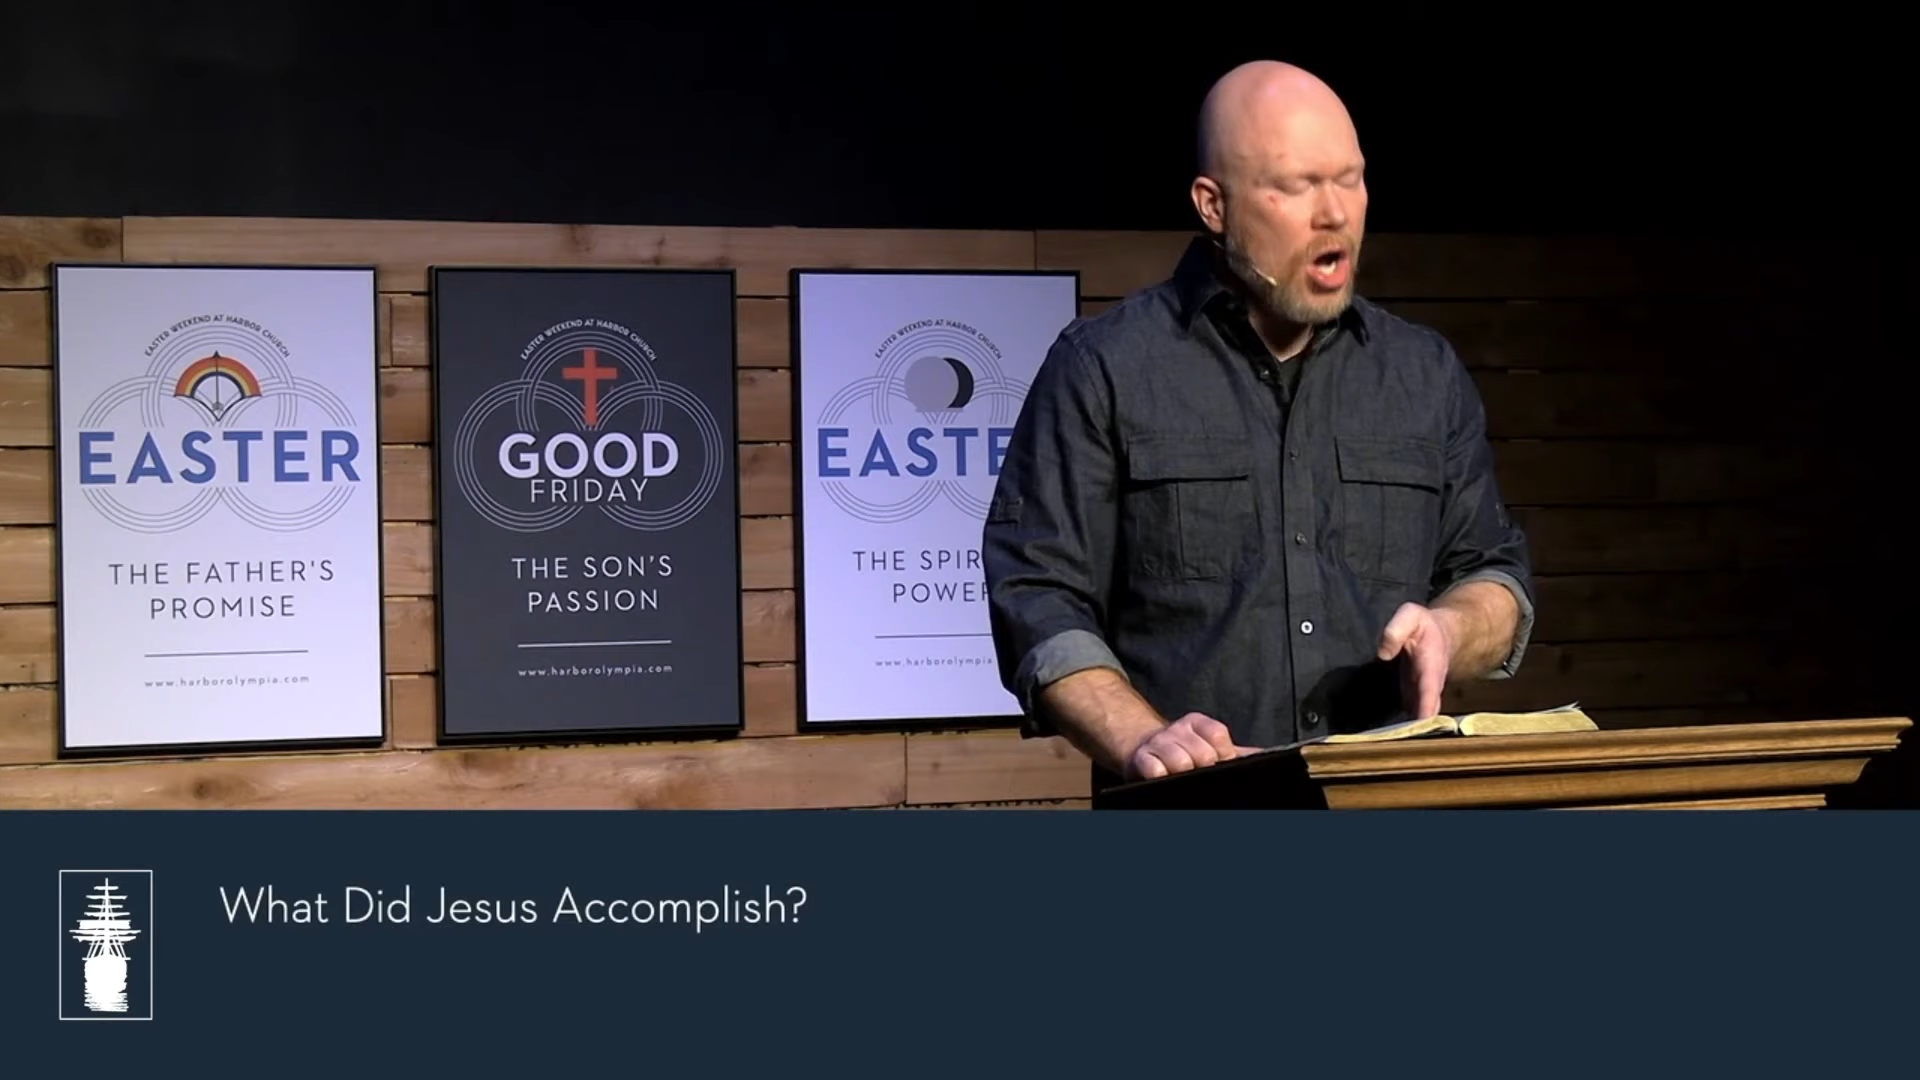 EASTER WEEKEND AT HARBOR CHURCH
EASTER
THE FATHER'S
PROMISE
www.harborolympia.com
EASTER WEEKEND AT HARBOR CHURCH
GOOD
FRIDAY
THE SON'S
PASSION
www.harborolympia.com
EASTER WEEKEND AT HARBOR CHURCH
EASTE
THE SPIR
POWER
www.harborolympia
What Did Jesus Accomplish?